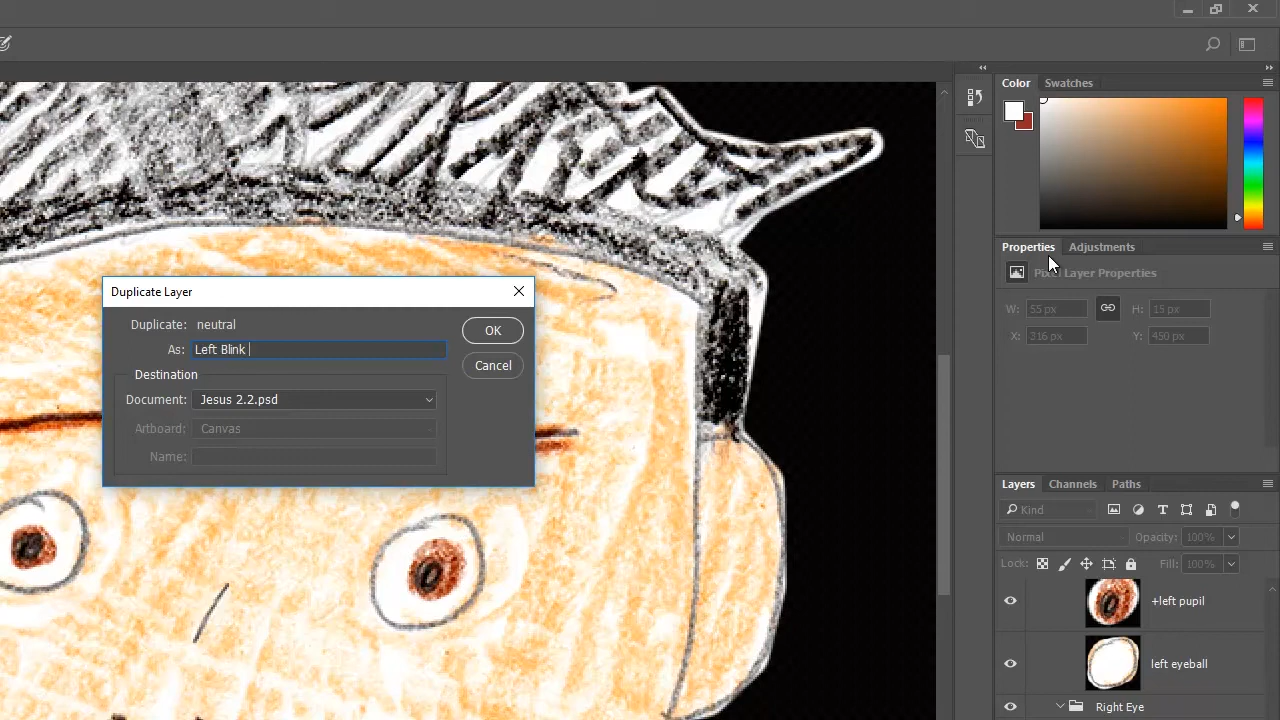 Color Swatches
Properties Adjustments
Pixel Layer Properties
W: 55 px H: 15 px
X: 316 px Y: 450 px
Duplicate Layer
Duplicate: neutral
As: Left Blink
OK
Cancel
Destination
Document: Jesus 2.2.psd
Artboard: Canvas
Name:
Layers Channels Paths
Kind
Normal Opacity: 100%
Lock: Fill: 100%
+left pupil
left eyeball
Right Eye